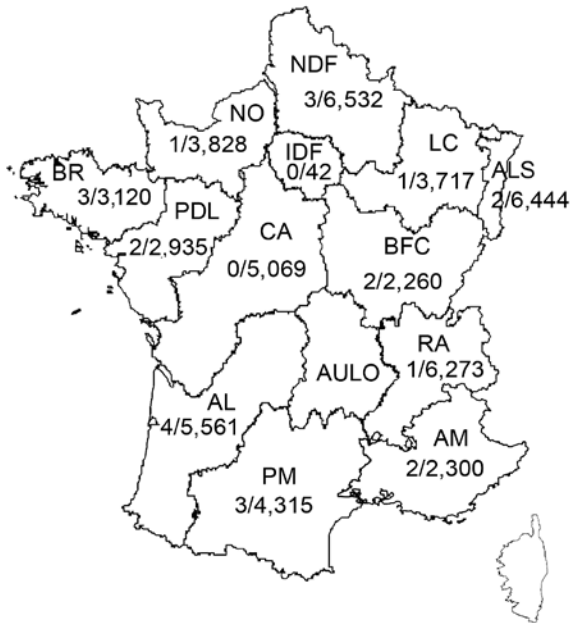 NDF
3/6,532
NO
1/3,828
LC
1/3,717
IDF
0/42
ALS
2/6,444
BR
3/3,120
PDL
2/2,935
CA
0/5,069
BFC
2/2,260
RA
1/6,273
AULO
AL
4/5,561
AM
2/2,300
PM
3/4,315